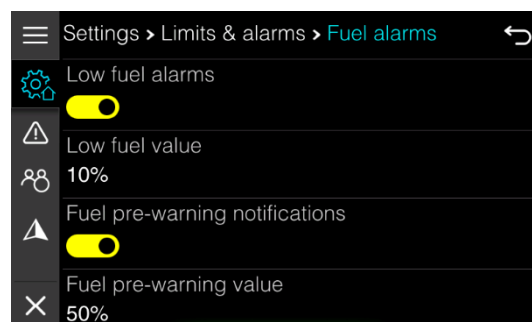 Settings > Limits & alarms > Fuel alarms
Low fuel alarms
Low fuel value
10%
Fuel pre-warning notifications
Fuel pre-warning value
50%